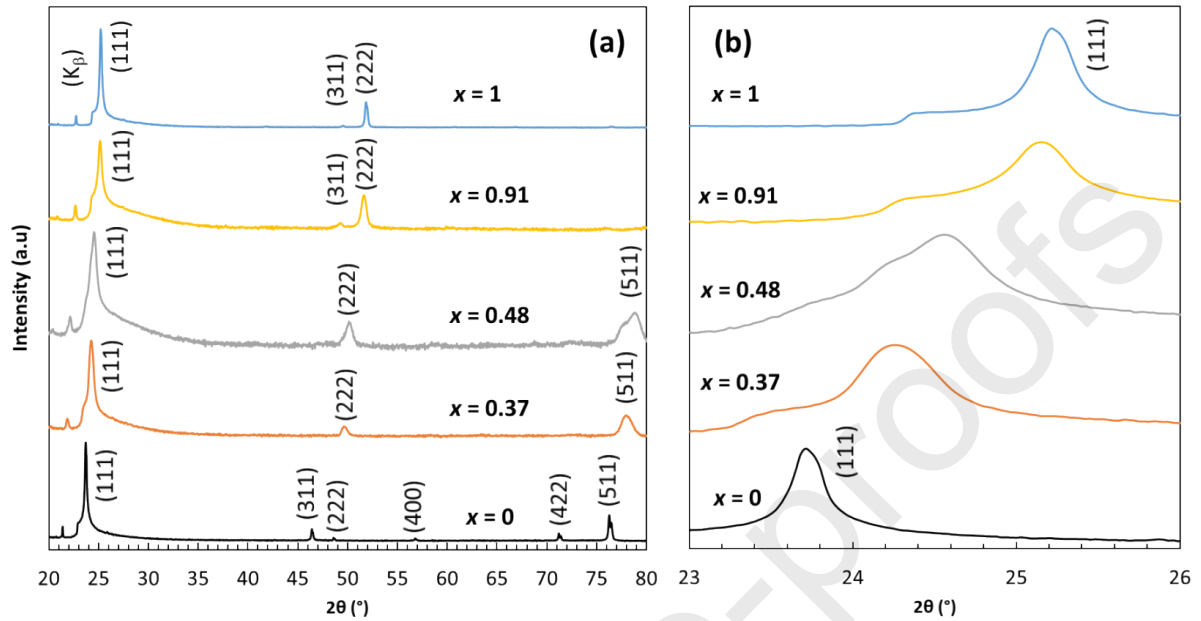 (a)
(Kβ)
(111)
(311)
(222)
x = 1
(111)
(311)
(222)
x = 0.91
(111)
(222)
(511)
x = 0.48
(111)
(222)
(511)
x = 0.37
(111)
(311)
(222)
(400)
(422)
(511)
x = 0
Intensity (a.u)
20 25 30 35 40 45 50 55 60 65 70 75 80
2θ (°)
(b)
(111)
x = 1
x = 0.91
x = 0.48
x = 0.37
(111)
x = 0
23 24 25 26
2θ (°)
-proofs